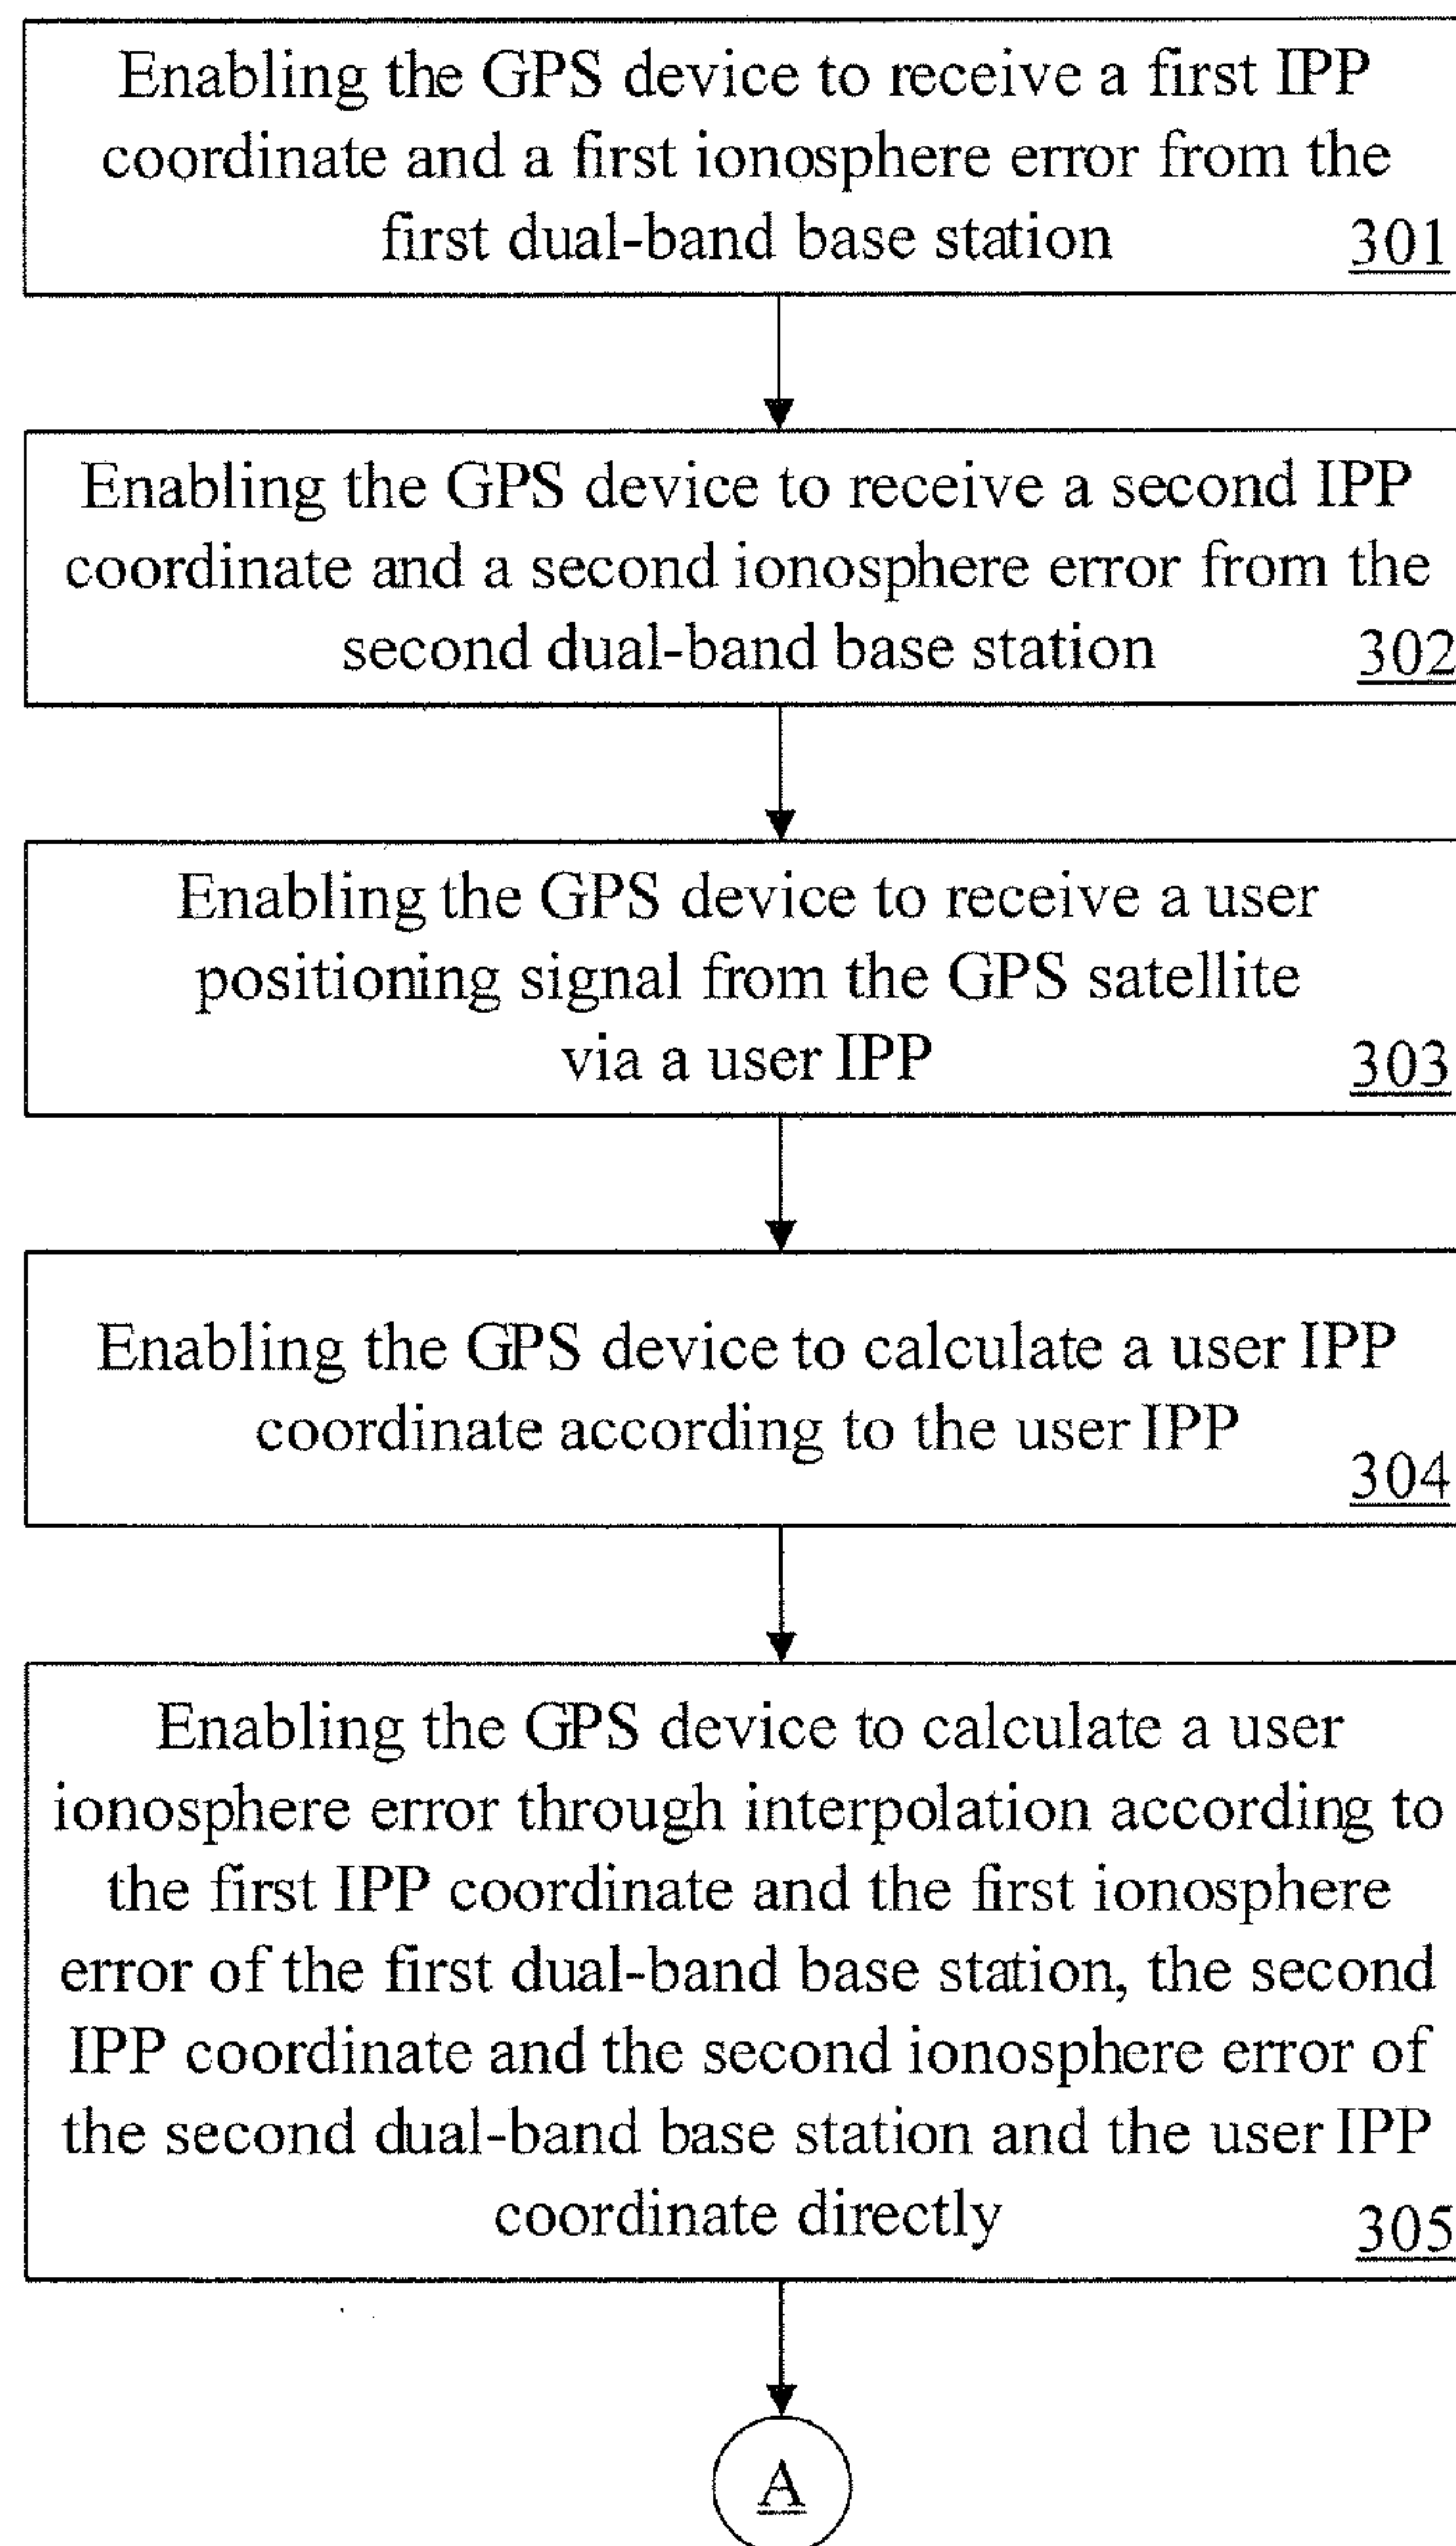 Enabling the GPS device to receive a first IPP
coordinate and a first ionosphere error from the
first dual-band base station
301
Enabling the GPS device to receive a second IPP
coordinate and a second ionosphere error from the
second dual-band base station
302
Enabling the GPS device to receive a user
positioning signal from the GPS satellite
via a user IPP
303
Enabling the GPS device to calculate a user IPP
coordinate according to the user IPP
304
Enabling the GPS device to calculate a user
ionosphere error through interpolation according to
the first IPP coordinate and the first ionosphere
error of the first dual-band base station, the second
IPP coordinate and the second ionosphere error of
the second dual-band base station and the user IPP
coordinate directly
305
A